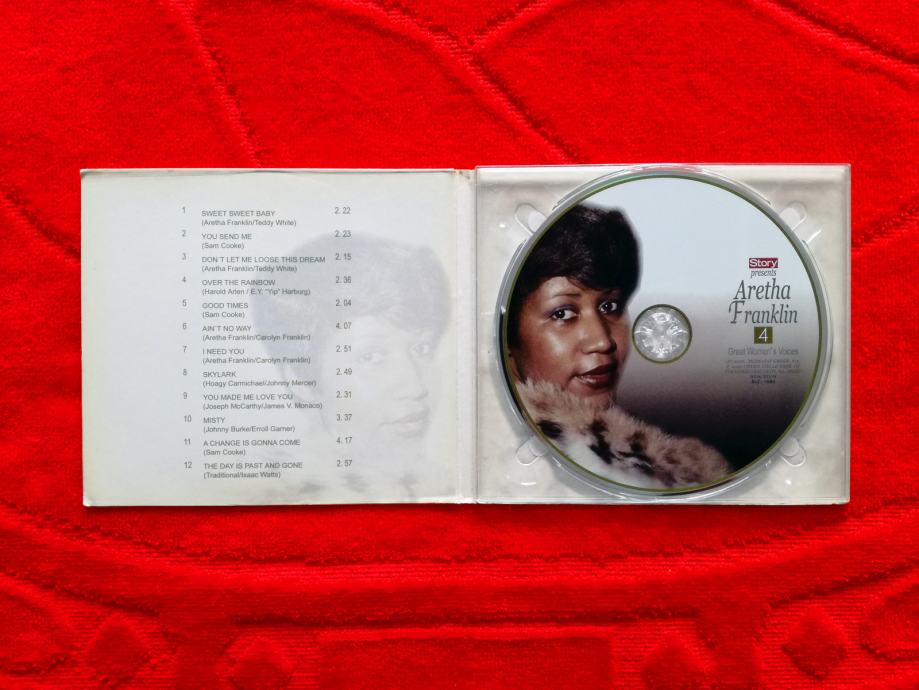 1 SWEET SWEET BABY 2. 22
(Aretha Franklin/Teddy White)
2 YOU SEND ME 2. 23
(Sam Cooke)
3 DON´T LET ME LOOSE THIS DREAM 2. 15
(Aretha Franklin/Teddy White)
4 OVER THE RAINBOW 2. 36
(Harold Arlen / E.Y. "Yip" Harburg)
5 GOOD TIMES 2. 04
(Sam Cooke)
6 AIN´T NO WAY 4. 07
(Aretha Franklin/Carolyn Franklin)
7 I NEED YOU 2. 51
(Aretha Franklin/Carolyn Franklin)
8 SKYLARK 2. 49
(Hoagy Carmichael/Johnny Mercer)
9 YOU MADE ME LOVE YOU 2. 31
(Joseph McCarthy/James V. Monaco)
10 MISTY 3. 37
(Johnny Burke/Erroll Garner)
11 A CHANGE IS GONNA COME 4. 17
(Sam Cooke)
12 THE DAY IS PAST AND GONE 2. 57
(Traditional/Isaac Watts)
Story
presents
Aretha
Franklin
4
Great Women´s Voices